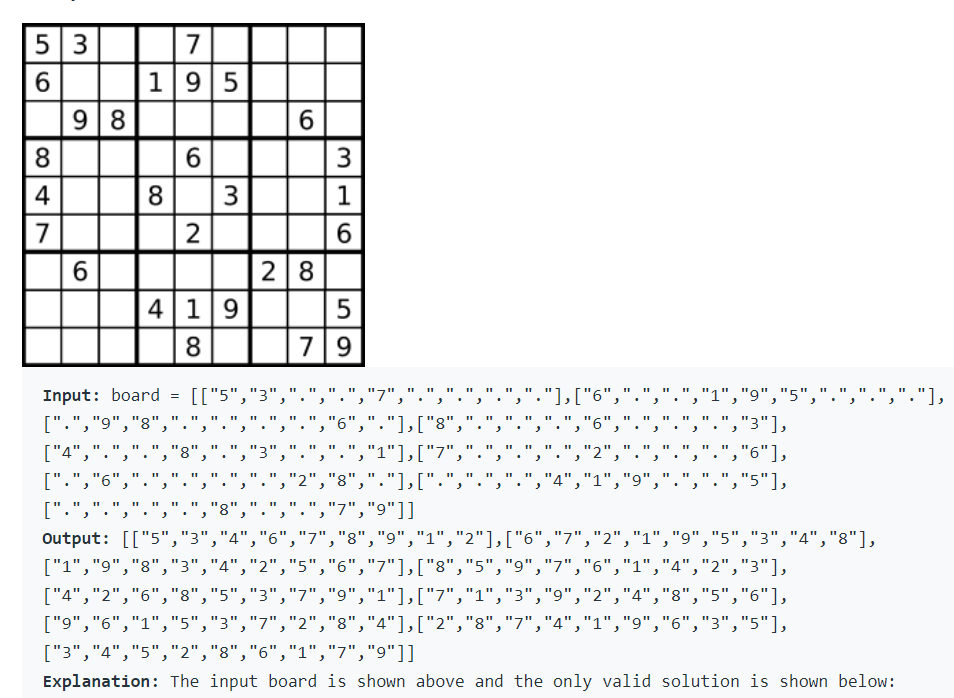 5 3 7
6 1 9 5
9 8 6
8 6 3
4 8 3 1
7 2 6
6 2 8
4 1 9 5
8 7 9
Input: board = [["5","3",".",".","7",".",".",".","."],["6",".",".","1","9","5",".",".","."],
[".","9","8",".",".",".",".","6","."],["8",".",".",".","6",".",".",".","3"],
["4",".",".","8",".","3",".",".","1"],["7",".",".",".","2",".",".",".","6"],
[".","6",".",".",".",".","2","8","."],[".",".",".","4","1","9",".",".","5"],
[".",".",".",".","8",".",".","7","9"]]
Output: [["5","3","4","6","7","8","9","1","2"],["6","7","2","1","9","5","3","4","8"],
["1","9","8","3","4","2","5","6","7"],["8","5","9","7","6","1","4","2","3"],
["4","2","6","8","5","3","7","9","1"],["7","1","3","9","2","4","8","5","6"],
["9","6","1","5","3","7","2","8","4"],["2","8","7","4","1","9","6","3","5"],
["3","4","5","2","8","6","1","7","9"]]
Explanation: The input board is shown above and the only valid solution is shown below: